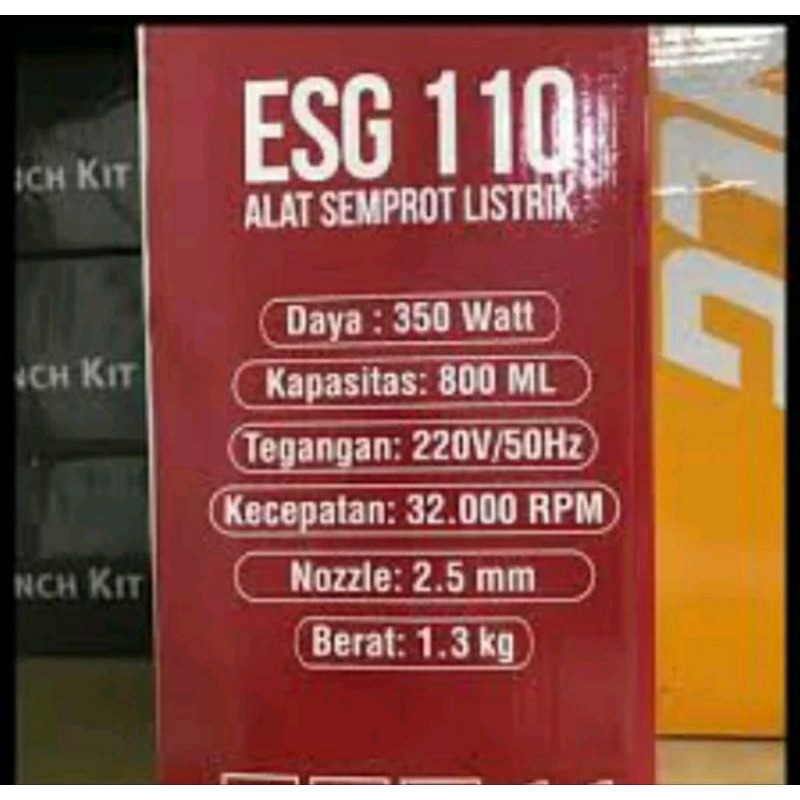 ESG 110
ALAT SEMPROT LISTRIK
Daya : 350 Watt
Kapasitas: 800 ML
Tegangan: 220V/50Hz
Kecepatan: 32.000 RPM
Nozzle: 2.5 mm
Berat: 1.3 kg
NCH KIT
NCH KIT
NCH KIT